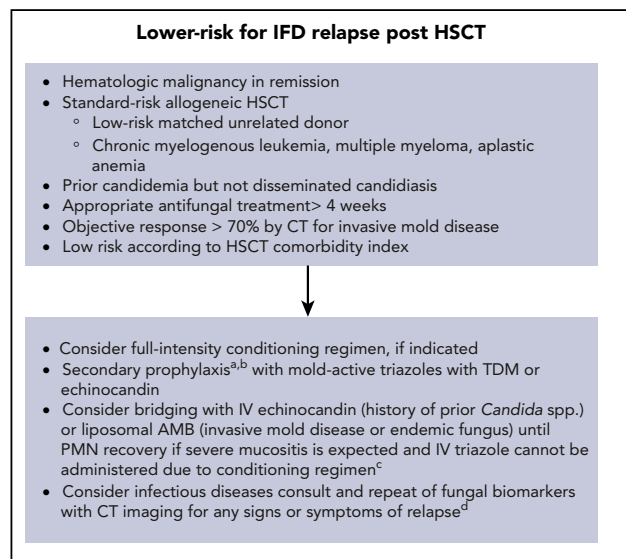 Lower-risk for IFD relapse post HSCT
• Hematologic malignancy in remission
• Standard-risk allogeneic HSCT
◦ Low-risk matched unrelated donor
◦ Chronic myelogenous leukemia, multiple myeloma, aplastic
anemia
• Prior candidemia but not disseminated candidiasis
• Appropriate antifungal treatment> 4 weeks
• Objective response > 70% by CT for invasive mold disease
• Low risk according to HSCT comorbidity index
• Consider full-intensity conditioning regimen, if indicated
• Secondary prophylaxisᵃ,ᵇ with mold-active triazoles with TDM or
echinocandin
• Consider bridging with IV echinocandin (history of prior Candida spp.)
or liposomal AMB (invasive mold disease or endemic fungus) until
PMN recovery if severe mucositis is expected and IV triazole cannot be
administered due to conditioning regimenᶜ
• Consider infectious diseases consult and repeat of fungal biomarkers
with CT imaging for any signs or symptoms of relapseᵈ